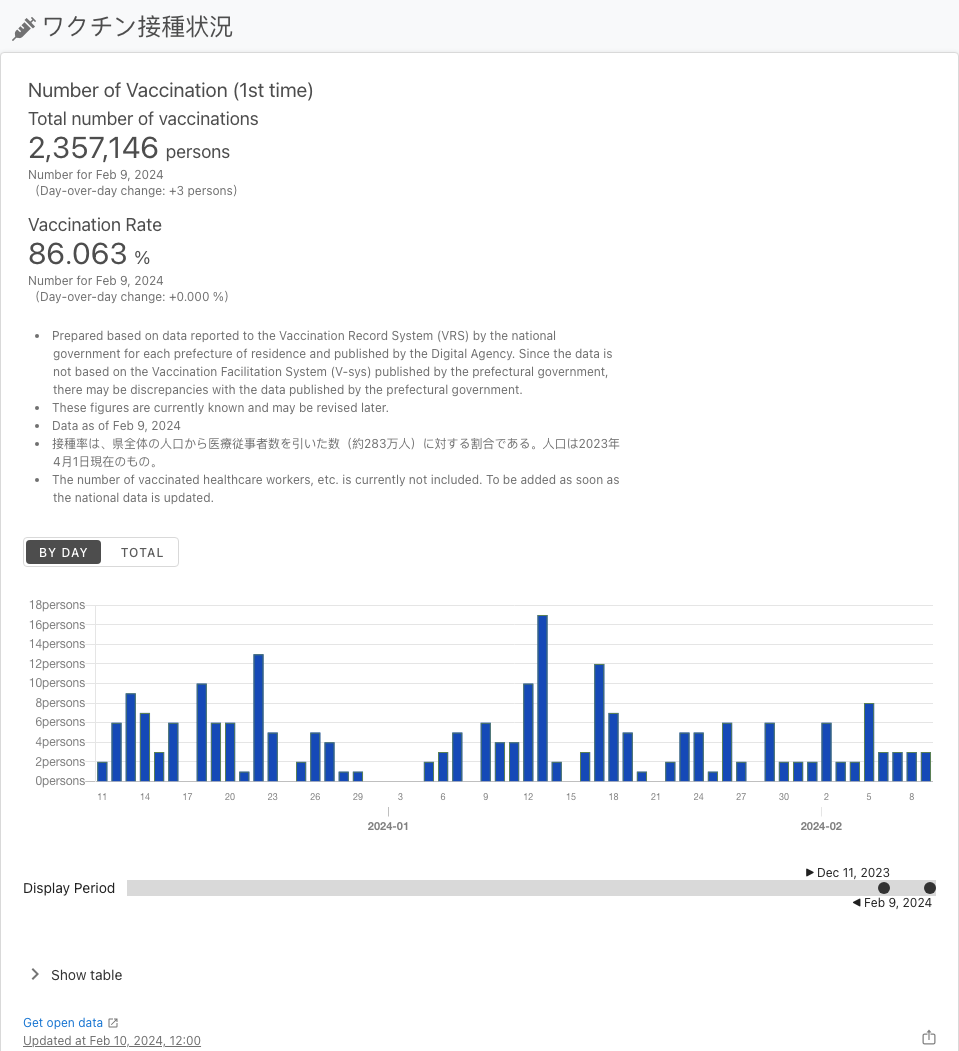 ワクチン接種状況
Number of Vaccination (1st time)
Total number of vaccinations
2,357,146 persons
Number for Feb 9, 2024
(Day-over-day change: +3 persons)
Vaccination Rate
86.063 %
Number for Feb 9, 2024
(Day-over-day change: +0.000 %)
• Prepared based on data reported to the Vaccination Record System (VRS) by the national
government for each prefecture of residence and published by the Digital Agency. Since the data is
not based on the Vaccination Facilitation System (V-sys) published by the prefectural government,
there may be discrepancies with the data published by the prefectural government.
• These figures are currently known and may be revised later.
• Data as of Feb 9, 2024
• 接種率は、県全体の人口から医療従事者数を引いた数（約283万人）に対する割合である。人口は2023年
4月1日現在のもの。
• The number of vaccinated healthcare workers, etc. is currently not included. To be added as soon as
the national data is updated.
BY DAY TOTAL
18persons
16persons
14persons
12persons
10persons
8persons
6persons
4persons
2persons
0persons
11 14 17 20 23 26 29 3 6 9 12 15 18 21 24 27 30 2 5 8
2024-01 2024-02
Dec 11, 2023
Display Period
Feb 9, 2024
Show table
Get open data
Updated at Feb 10, 2024, 12:00